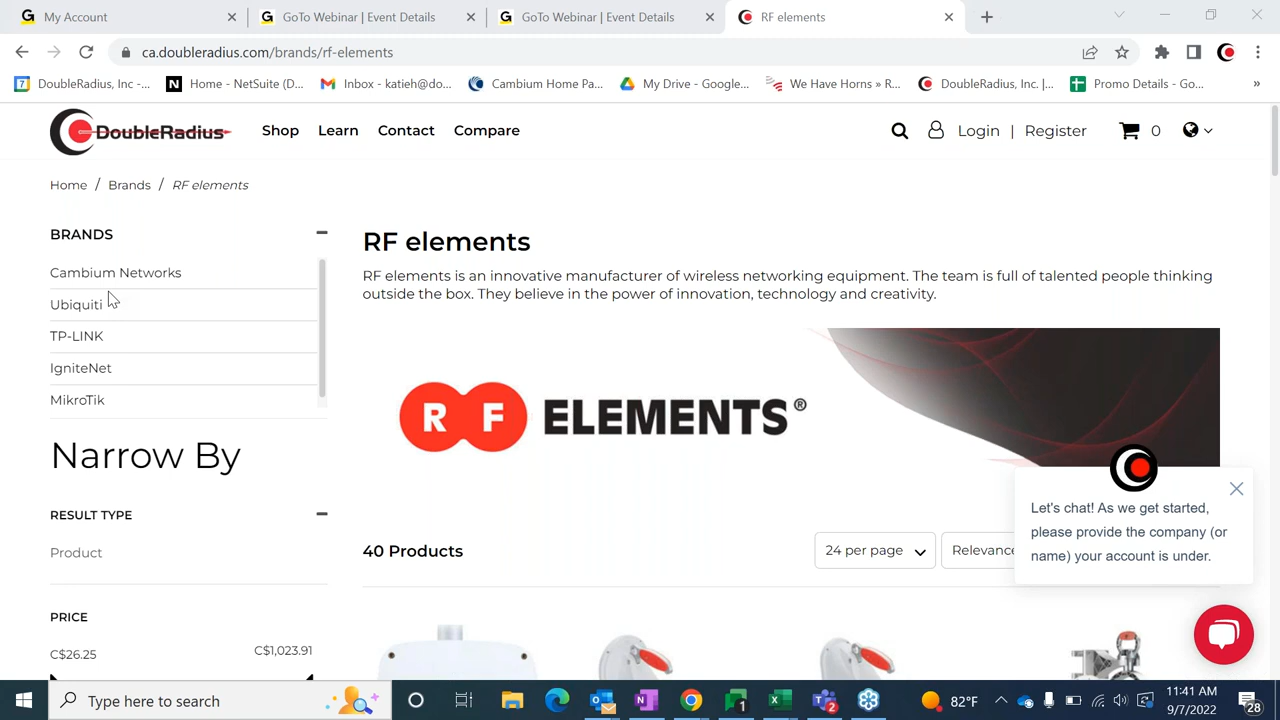 My Account
GoTo Webinar | Event Details
GoTo Webinar | Event Details
RF elements
ca.doubleradius.com/brands/rf-elements
DoubleRadius, Inc -...
Home - NetSuite (D...
Inbox - katieh@do...
Cambium Home Pa...
My Drive - Google...
We Have Horns » R...
DoubleRadius, Inc. |...
Promo Details - Go...
»
DoubleRadius
Shop
Learn
Contact
Compare
Login | Register
0
Home / Brands / RF elements
BRANDS
Cambium Networks
Ubiquiti
TP-LINK
IgniteNet
MikroTik
Narrow By
RESULT TYPE
Product
PRICE
C$26.25
C$1,023.91
RF elements
RF elements is an innovative manufacturer of wireless networking equipment. The team is full of talented people thinking
outside the box. They believe in the power of innovation, technology and creativity.
RF ELEMENTS®
40 Products
24 per page
Relevance
Let's chat! As we get started,
please provide the company (or
name) your account is under.
Type here to search
1
2
82°F
11:41 AM
9/7/2022
28